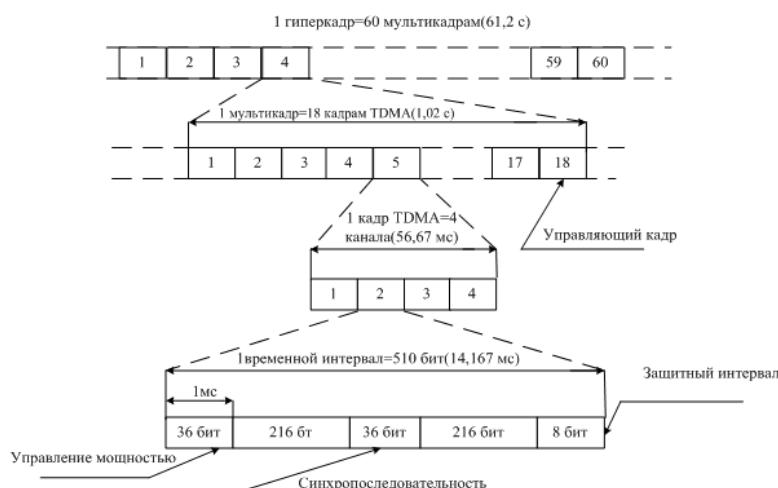 1 гиперкадр=60 мультикадрам(61,2 с)
1 2 3 4 59 60
1 мультикадр=18 кадрам TDMA(1,02 с)
1 2 3 4 5 17 18
1 кадр TDMA=4
канала(56,67 мс)
Управляющий кадр
1 2 3 4
1временной интервал=510 бит(14,167 мс)
Защитный интервал
1мс
36 бит 216 бт 36 бит 216 бит 8 бит
Управление мощностью
Синхропоследовательность